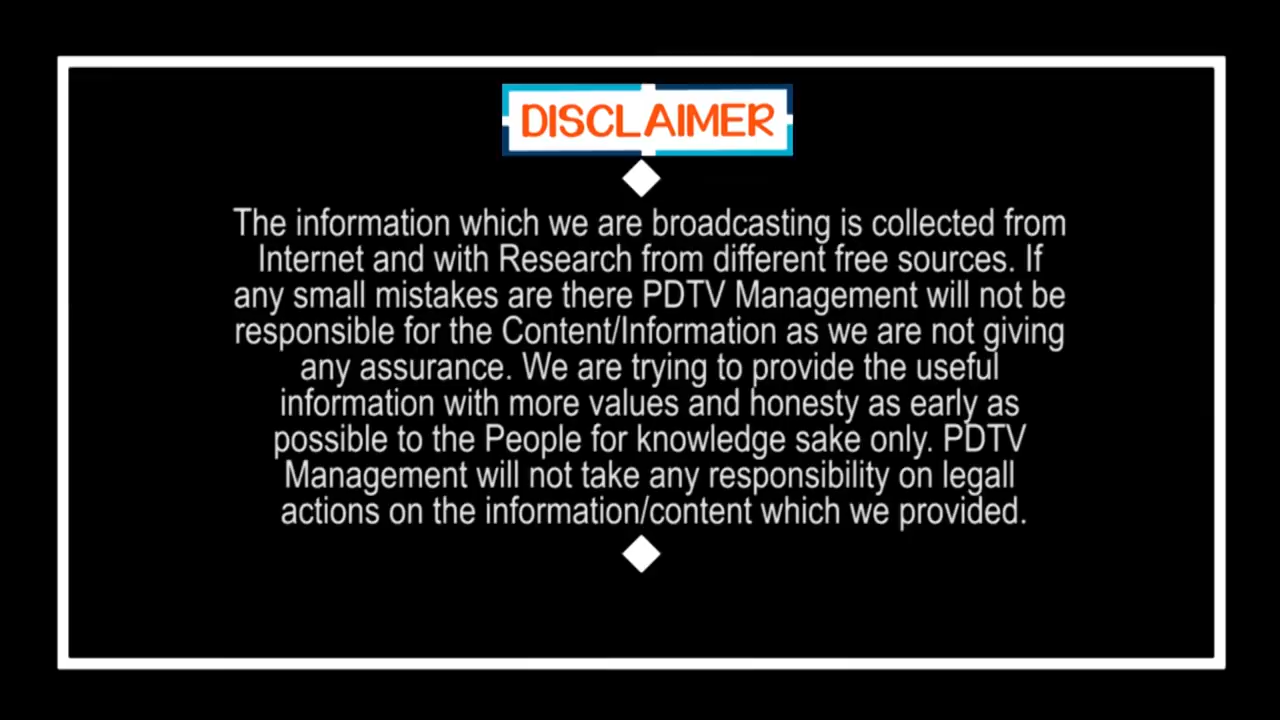 DISCLAIMER
The information which we are broadcasting is collected from
Internet and with Research from different free sources. If
any small mistakes are there PDTV Management will not be
responsible for the Content/Information as we are not giving
any assurance. We are trying to provide the useful
information with more values and honesty as early as
possible to the People for knowledge sake only. PDTV
Management will not take any responsibility on legall
actions on the information/content which we provided.